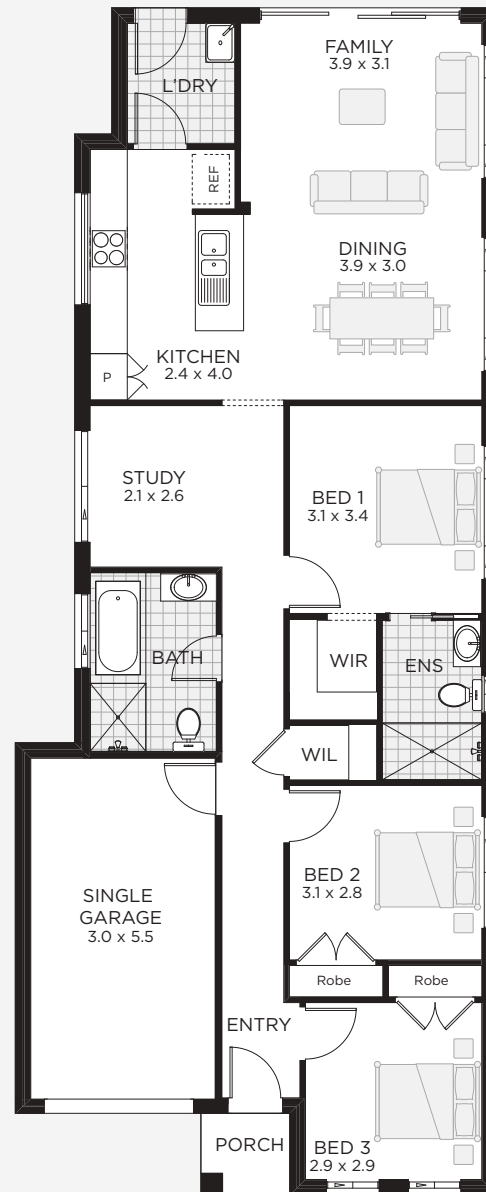 FAMILY
3.9 x 3.1
L'DRY
REF
DINING
3.9 x 3.0
KITCHEN
2.4 x 4.0
P
STUDY
2.1 x 2.6
BED 1
3.1 x 3.4
BATH
WIR
ENS
WIL
BED 2
3.1 x 2.8
SINGLE
GARAGE
3.0 x 5.5
Robe
Robe
ENTRY
PORCH
BED 3
2.9 x 2.9